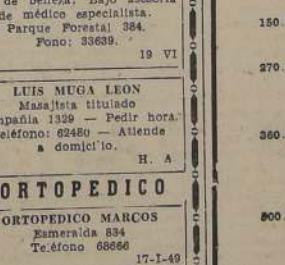 de belleza. Bajo asesoría
de médico especialista.
Parque Forestal 384.
Fono: 33639.
19 VI
LUIS MUGA LEON
Masajista titulado
mpañía 1329 — Pedir hora.
eléfono: 62480 — Atiende
a domicilio.
H. A
ORTOPEDICO
ORTOPEDICO MARCOS
Esmeralda 834
Teléfono 68666
17-I-49
150.
270.
360.
800.